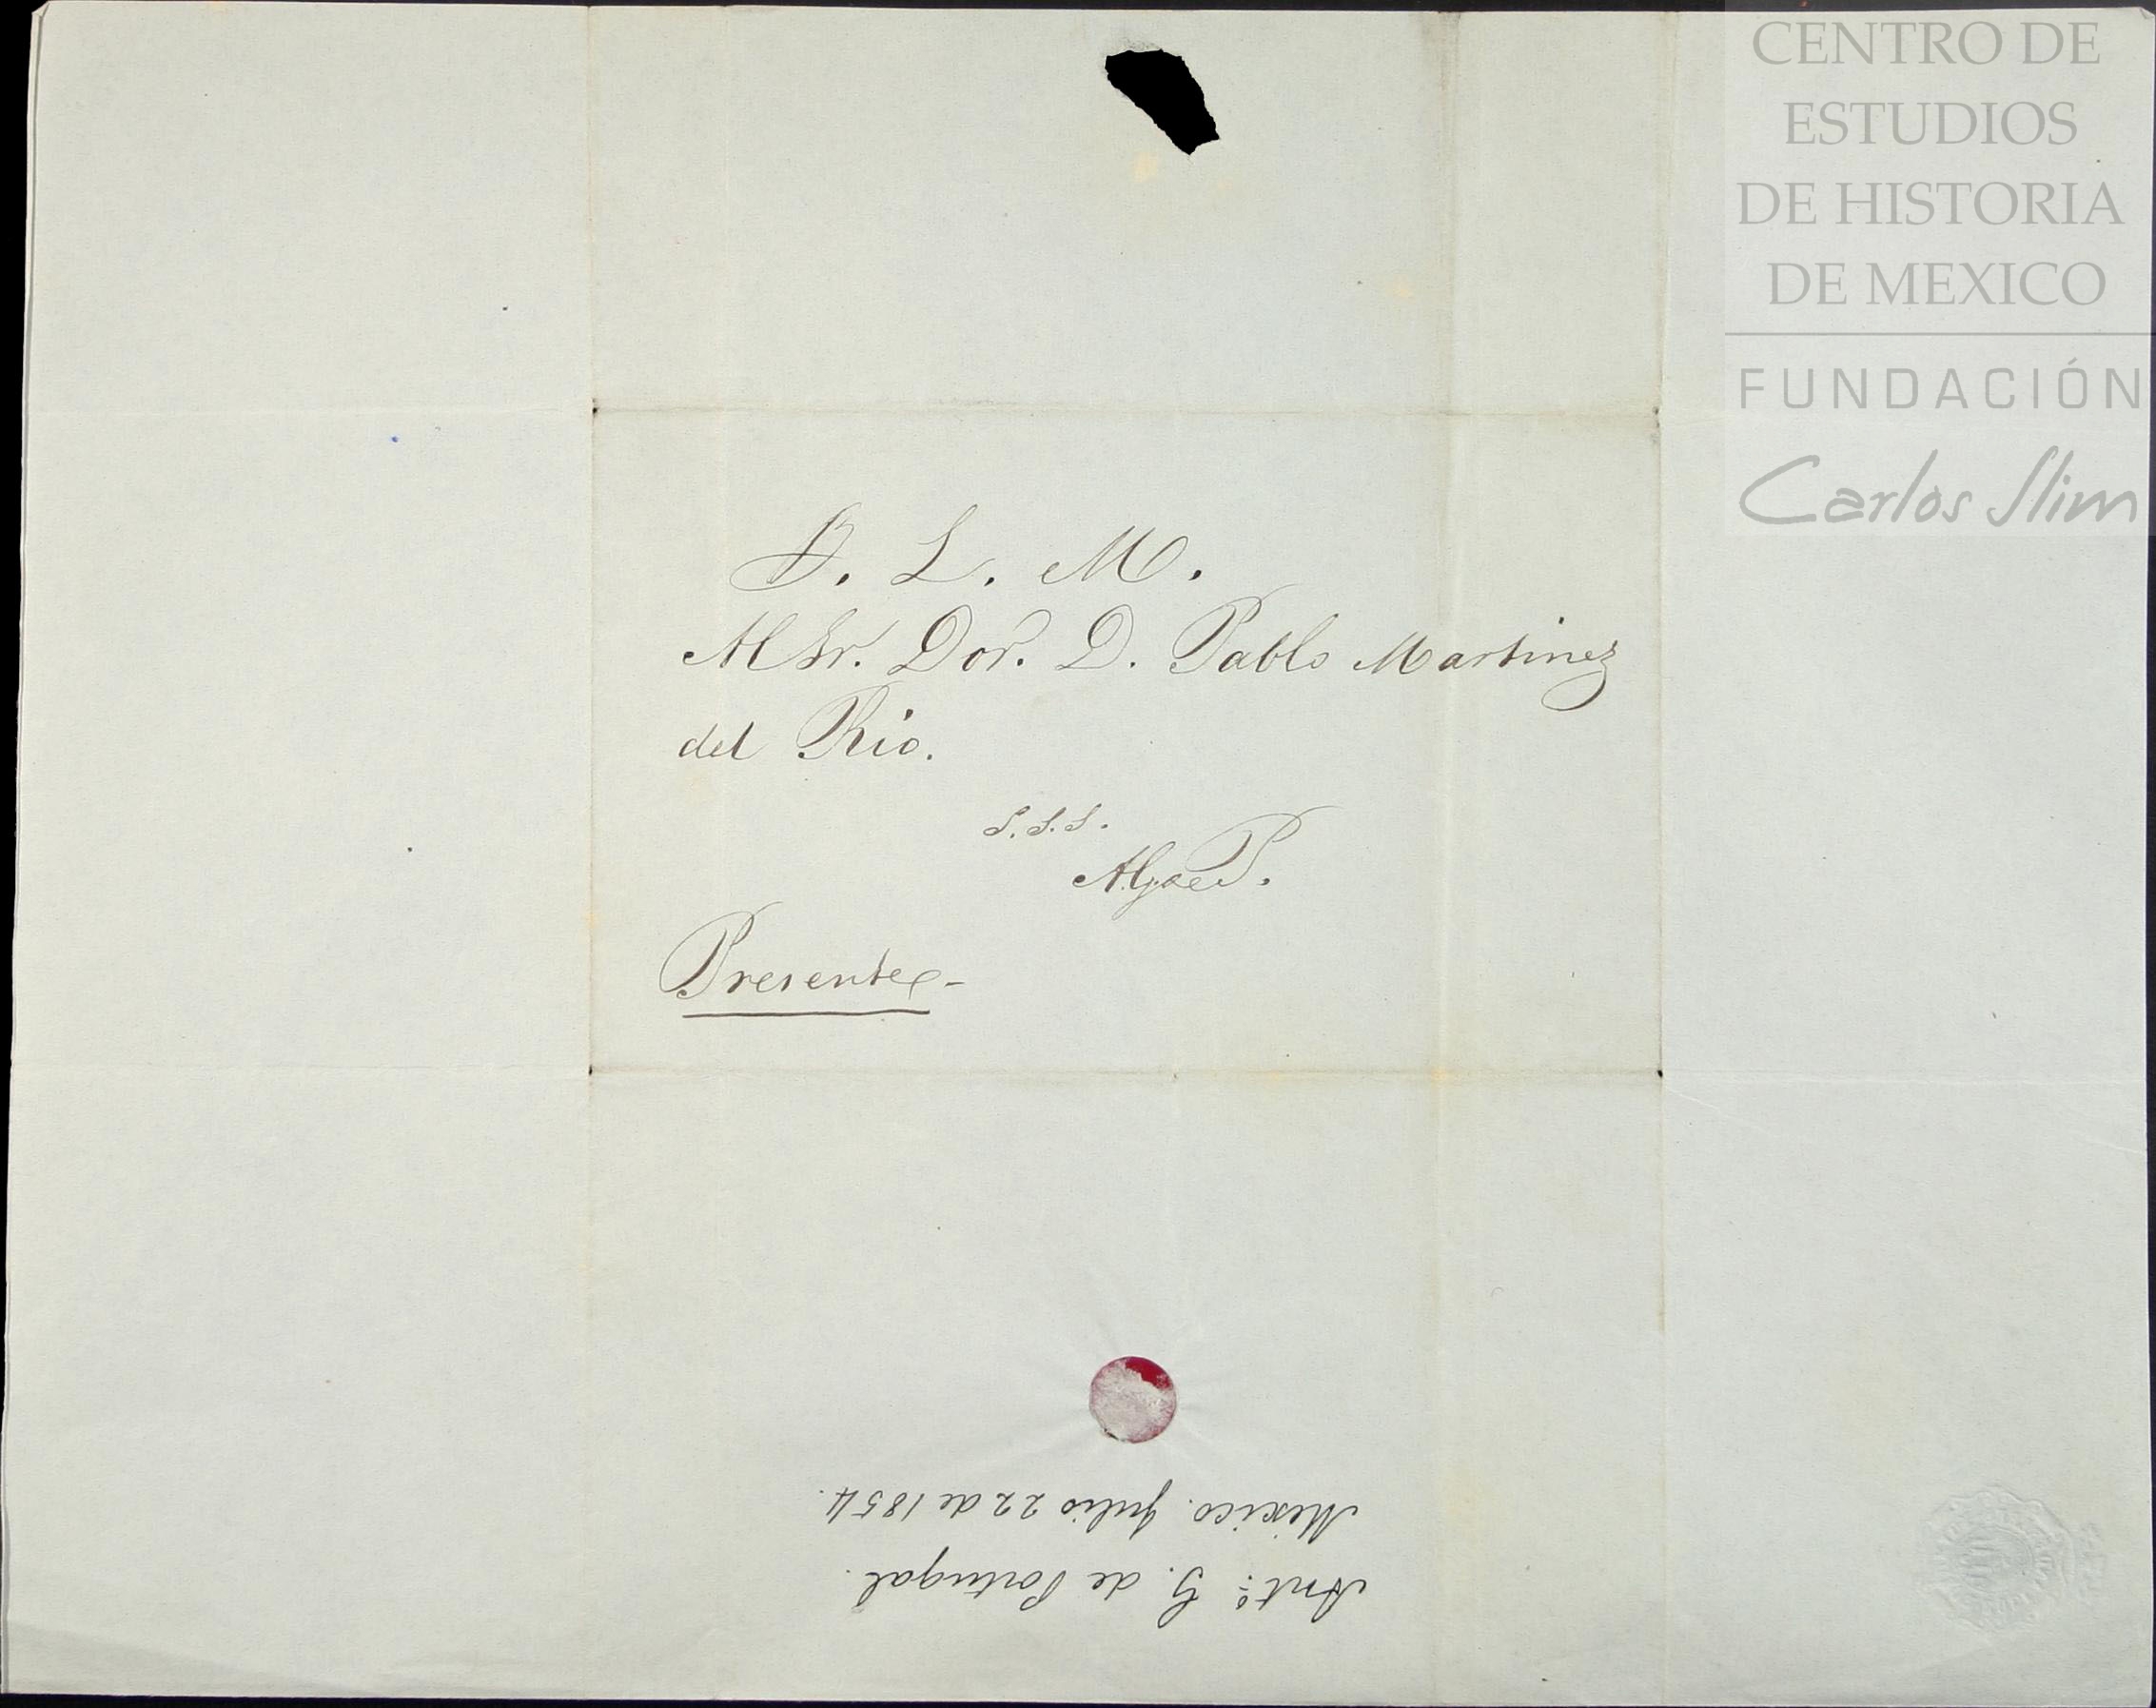 B. L. M.
Al Sr. Dor. D. Pablo Martinez
del Rio.
S.S.S.
Presente-
Anto. G. de Portugal.
Mexico. Julio 22 de 1854.
CENTRO DE
ESTUDIOS
DE HISTORIA
DE MEXICO
FUNDACIÓN
Carlos Slim